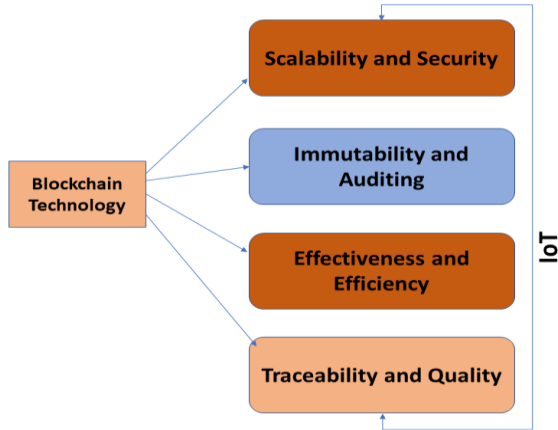 Scalability and Security
Immutability and
Auditing
Blockchain
Technology
Effectiveness and
Efficiency
Traceability and Quality
IoT